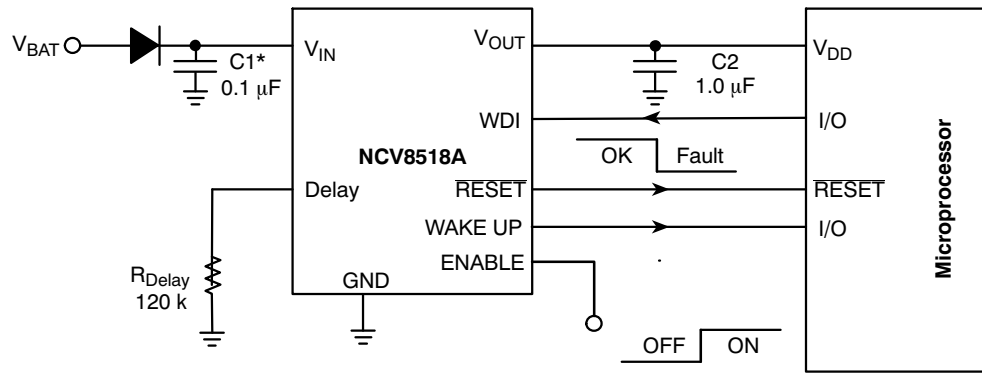 V_BAT
C1*
0.1 µF
V_IN
V_OUT
C2
1.0 µF
V_DD
WDI
I/O
NCV8518A
OK
Fault
Delay
RESET
RESET
WAKE UP
I/O
ENABLE
R_Delay
120 k
GND
OFF
ON
Microprocessor